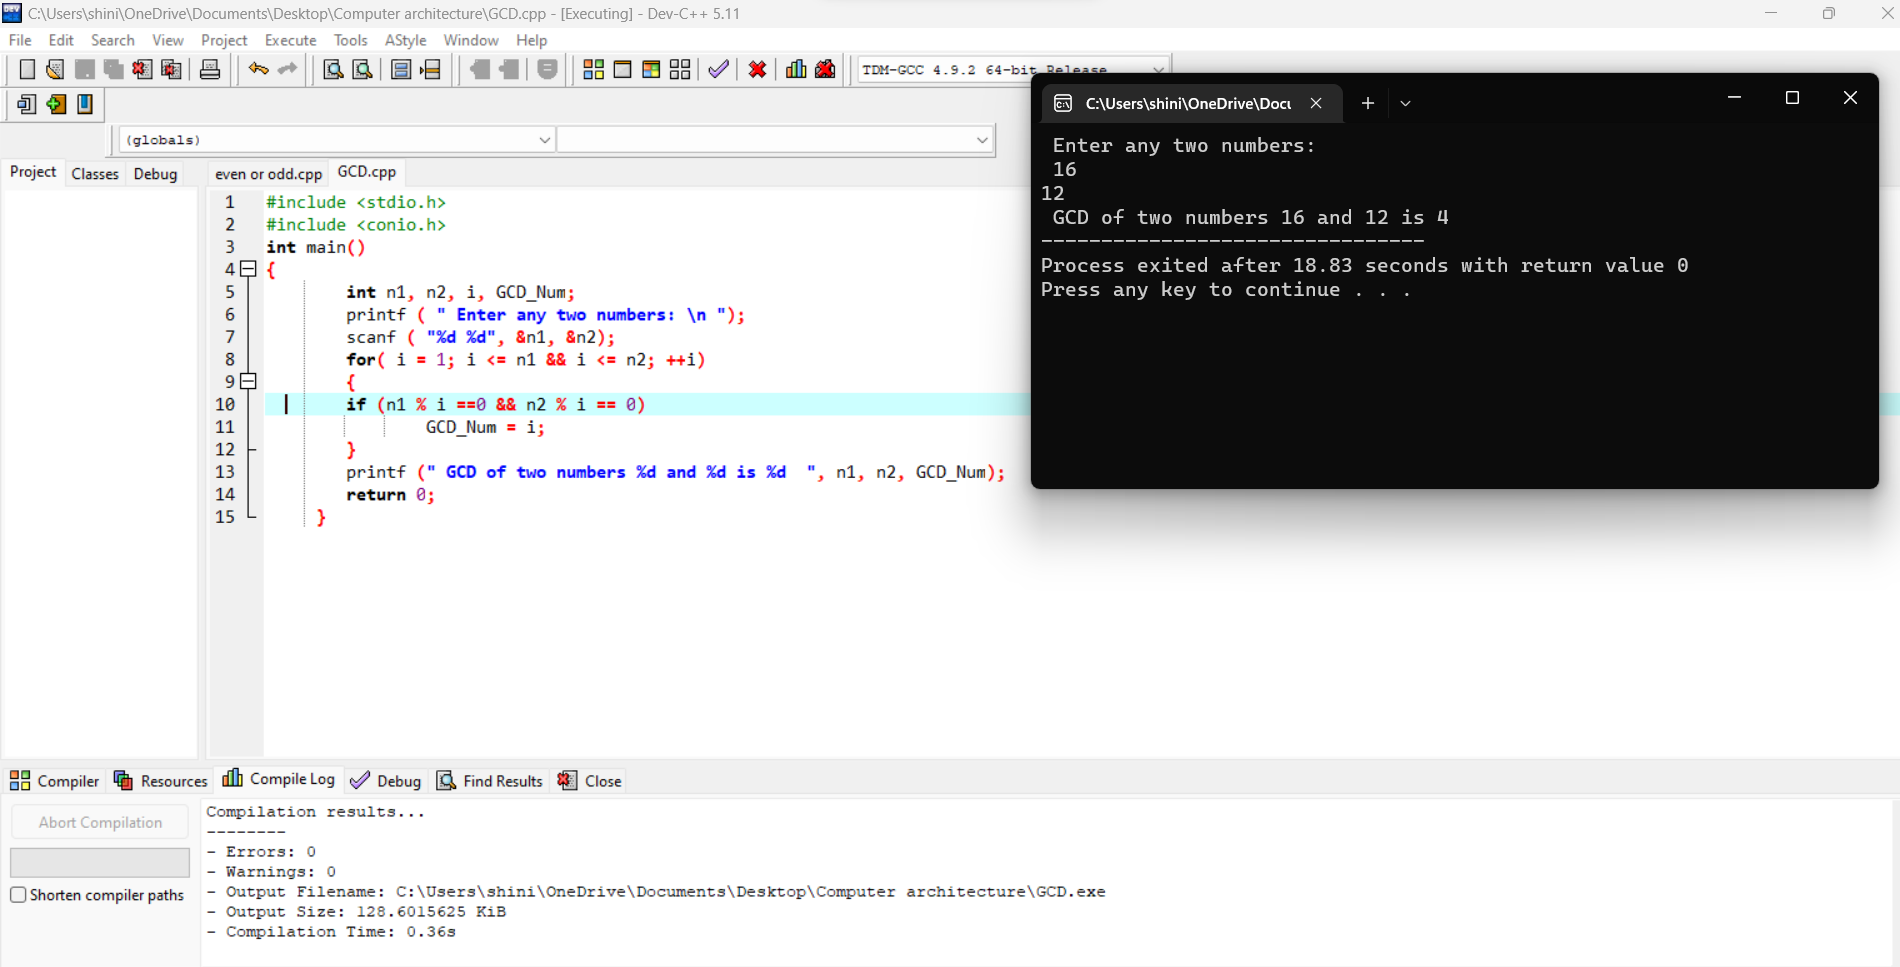 C:\Users\shini\OneDrive\Documents\Desktop\Computer architecture\GCD.cpp - [Executing] - Dev-C++ 5.11
File Edit Search View Project Execute Tools AStyle Window Help
TDM-GCC 4.9.2 64-bit Release
(globals)
Project Classes Debug
even or odd.cpp GCD.cpp
1 #include <stdio.h>
2 #include <conio.h>
3 int main()
4 {
5 int n1, n2, i, GCD_Num;
6 printf ( " Enter any two numbers: \n ");
7 scanf ( "%d %d", &n1, &n2);
8 for( i = 1; i <= n1 && i <= n2; ++i)
9 {
10 if (n1 % i ==0 && n2 % i == 0)
11 GCD_Num = i;
12 }
13 printf (" GCD of two numbers %d and %d is %d  ", n1, n2, GCD_Num);
14 return 0;
15 }
C:\Users\shini\OneDrive\Docu
Enter any two numbers:
16
12
GCD of two numbers 16 and 12 is 4
--------------------------------
Process exited after 18.83 seconds with return value 0
Press any key to continue . . .
Compiler Resources Compile Log Debug Find Results Close
Abort Compilation
Shorten compiler paths
Compilation results...
--------
- Errors: 0
- Warnings: 0
- Output Filename: C:\Users\shini\OneDrive\Documents\Desktop\Computer architecture\GCD.exe
- Output Size: 128.6015625 KiB
- Compilation Time: 0.36s